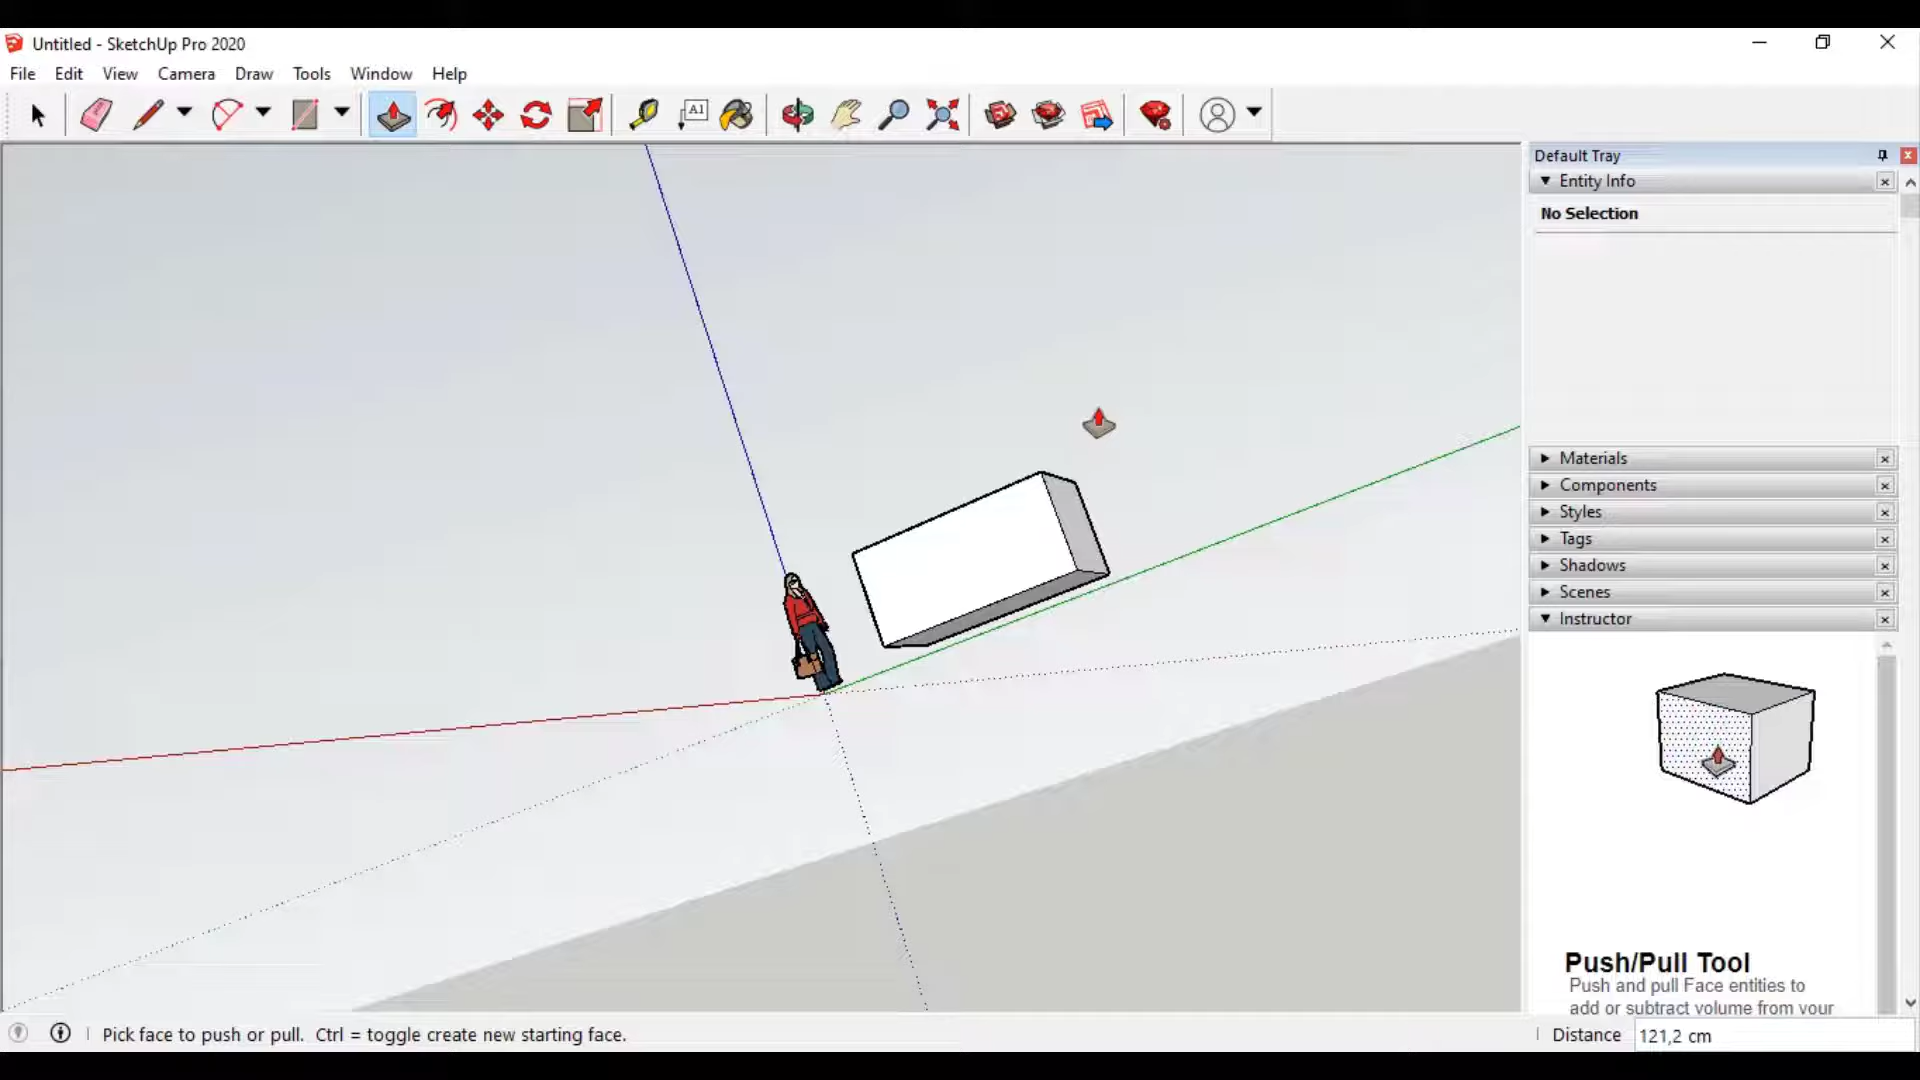 Untitled - SketchUp Pro 2020
File Edit View Camera Draw Tools Window Help
A1
Default Tray
Entity Info
No Selection
Materials
Components
Styles
Tags
Shadows
Scenes
Instructor
Push/Pull Tool
Push and pull Face entities to
add or subtract volume from your
Pick face to push or pull. Ctrl = toggle create new starting face.
Distance 121,2 cm